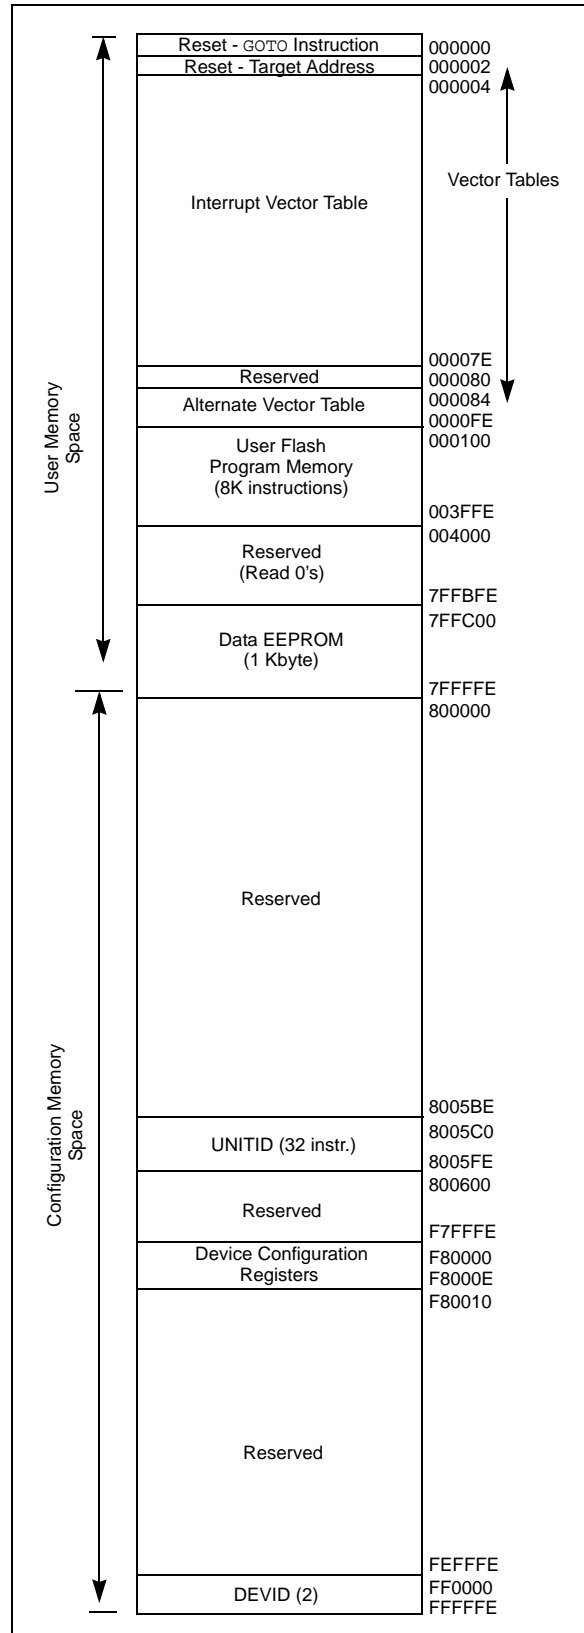 Reset - GOTO Instruction
000000
Reset - Target Address
000002
000004
Interrupt Vector Table
Vector Tables
00007E
Reserved
000080
Alternate Vector Table
000084
0000FE
User Flash
Program Memory
(8K instructions)
000100
003FFE
004000
Reserved
(Read 0's)
7FFBFE
7FFC00
Data EEPROM
(1 Kbyte)
7FFFFE
User Memory
Space
800000
Reserved
8005BE
8005C0
UNITID (32 instr.)
8005FE
800600
Reserved
F7FFFE
Device Configuration
Registers
F80000
F8000E
F80010
Reserved
FEFFFE
FF0000
DEVID (2)
FFFFFE
Configuration Memory
Space